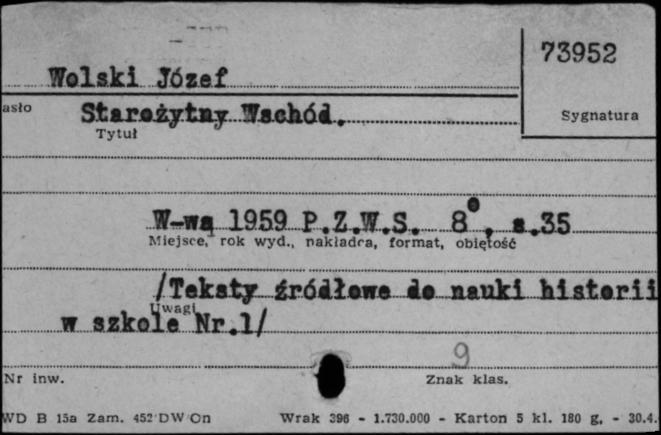 73952
Wolski Józef
asło
Starożytny Wschód.
Sygnatura
Tytuł
W-wa 1959 P.Z.W.S. 8°, s.35
Miejsce, rok wyd., nakładca, format, objętość
/Teksty źródłowe do nauki historii
Uwagi
w szkole Nr.1/
9
Nr inw.
Znak klas.
WD B 15a Zam. 452 DW On Wrak 396 - 1.730.000 - Karton 5 kl. 180 g. - 30.4.